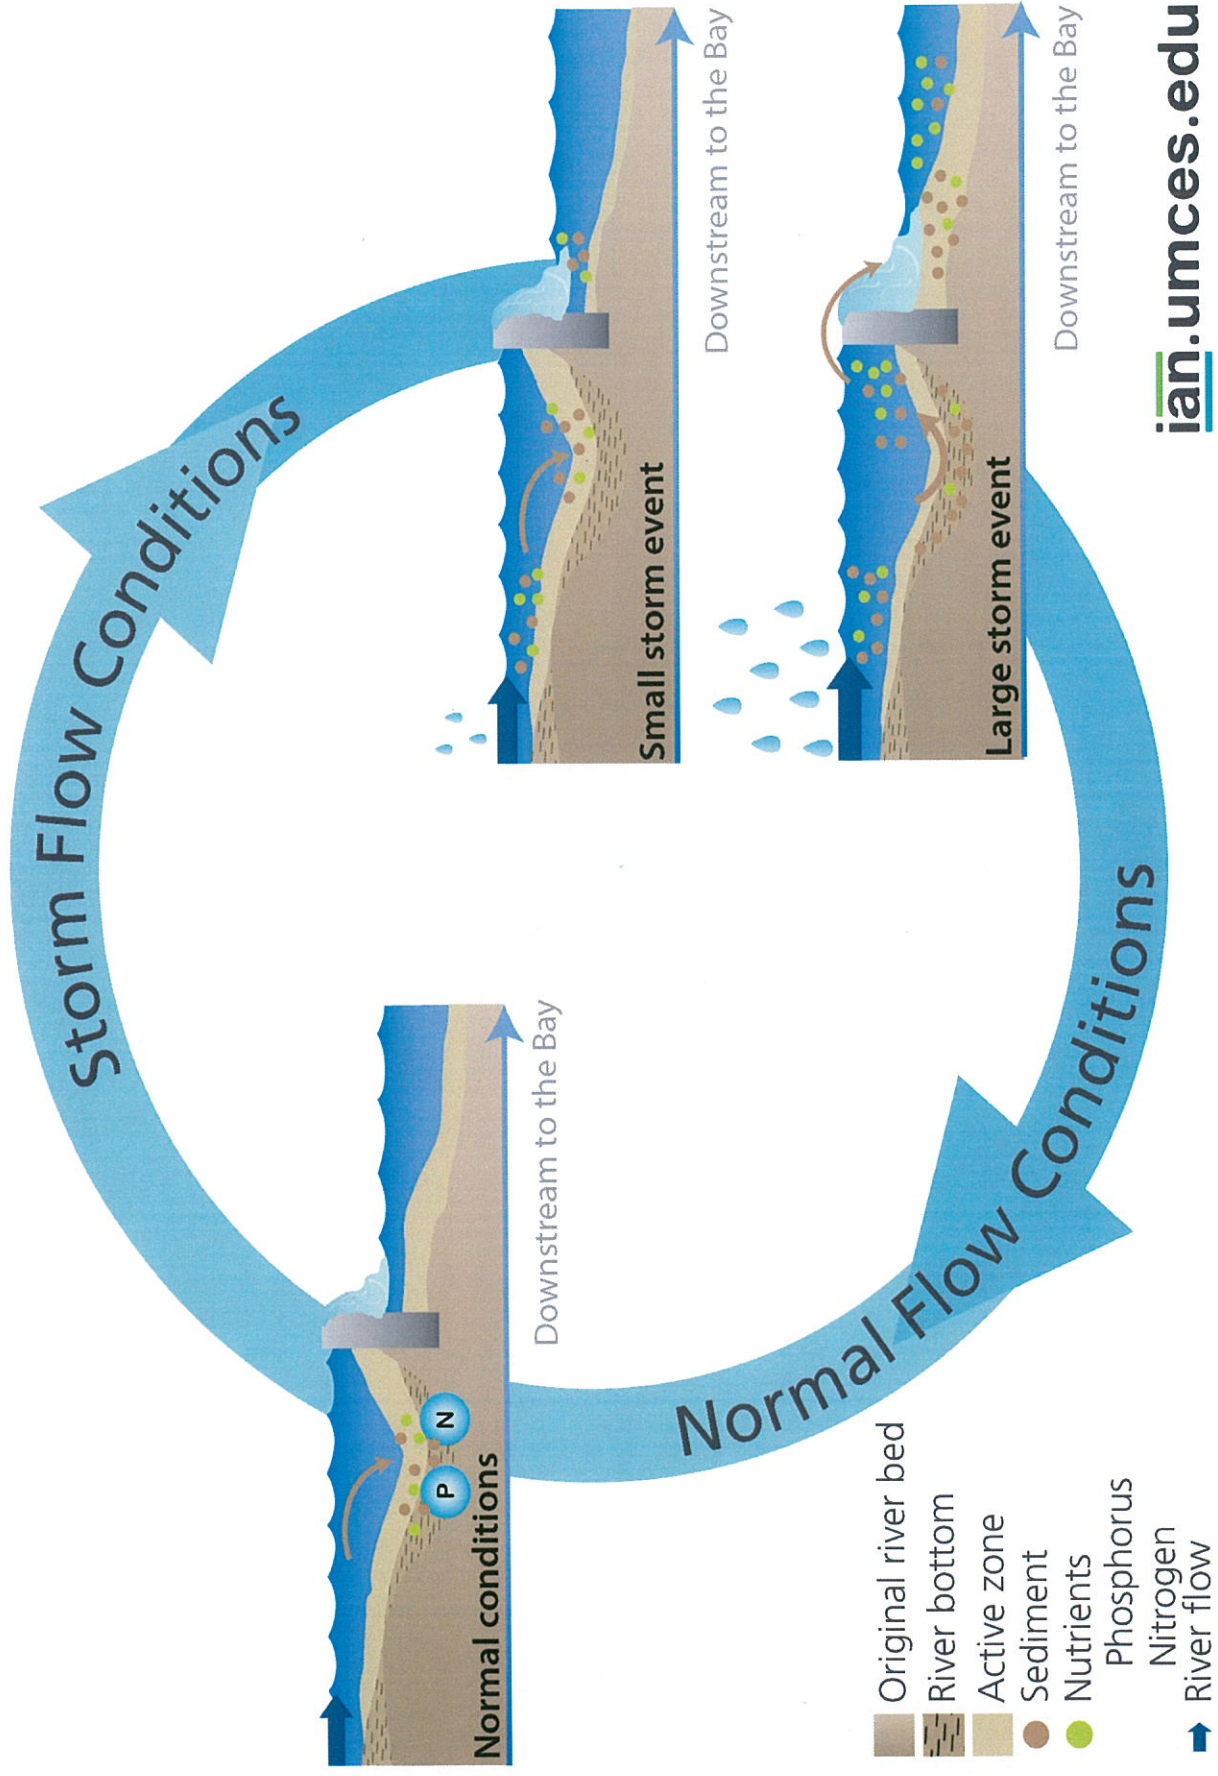 Storm Flow Conditions
Normal conditions
P
N
Downstream to the Bay
Small storm event
Downstream to the Bay
Large storm event
Downstream to the Bay
Normal Flow Conditions
Original river bed
River bottom
Active zone
Sediment
Nutrients
Phosphorus
Nitrogen
River flow
ian.umces.edu